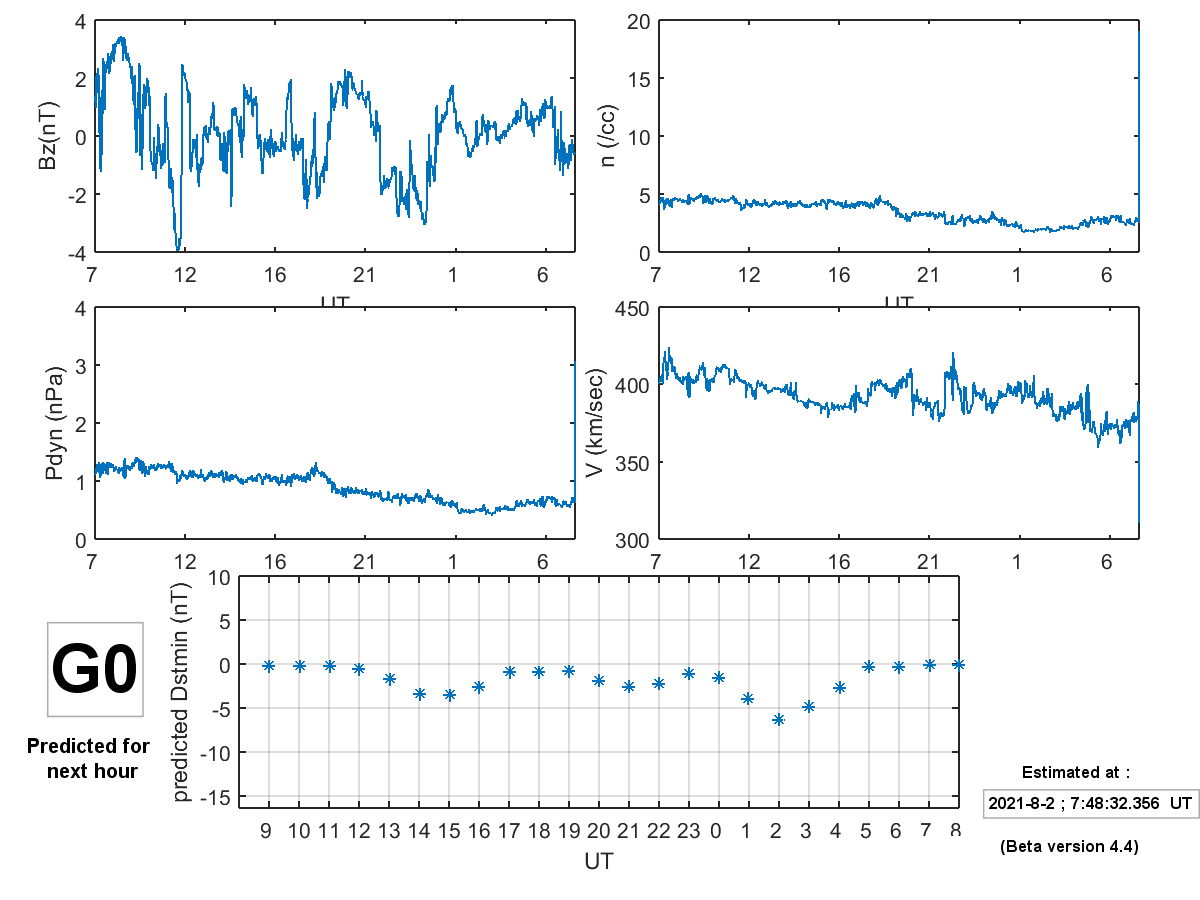 4
2
0
-2
-4
Bz(nT)
7 12 16 21 1 6
UT
20
15
10
5
0
n (/cc)
7 12 16 21 1 6
UT
4
3
2
1
0
Pdyn (nPa)
7 12 16 21 1 6
450
400
350
300
V (km/sec)
7 12 16 21 1 6
10
5
0
-5
-10
-15
predicted Dstmin (nT)
9 10 11 12 13 14 15 16 17 18 19 20 21 22 23 0 1 2 3 4 5 6 7 8
UT
G0
Predicted for
next hour
Estimated at :
2021-8-2 ; 7:48:32.356 UT
(Beta version 4.4)